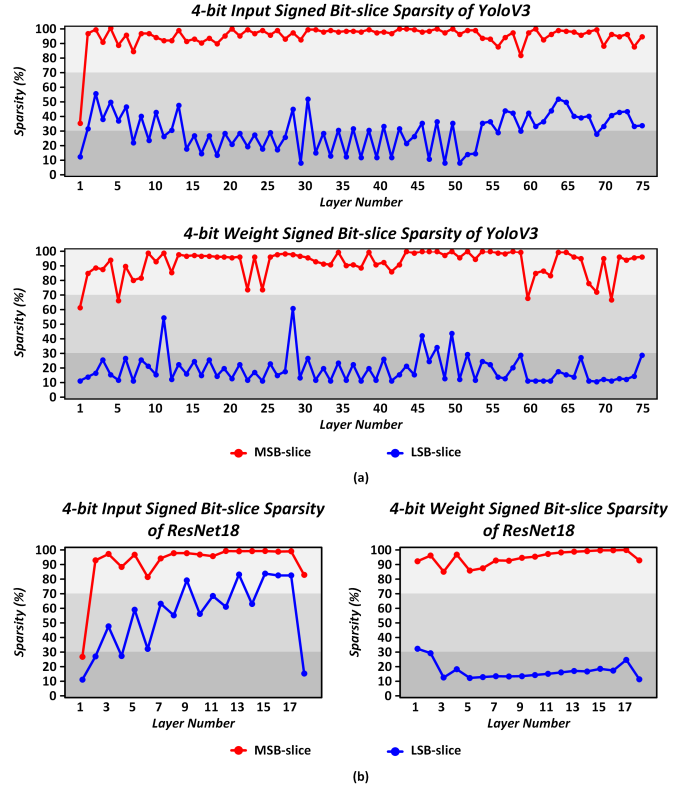 4-bit Input Signed Bit-slice Sparsity of YoloV3
Sparsity (%)
100
90
80
70
60
50
40
30
20
10
0
1 5 10 15 20 25 30 35 40 45 50 55 60 65 70 75
Layer Number
4-bit Weight Signed Bit-slice Sparsity of YoloV3
Sparsity (%)
100
90
80
70
60
50
40
30
20
10
0
1 5 10 15 20 25 30 35 40 45 50 55 60 65 70 75
Layer Number
MSB-slice LSB-slice
(a)
4-bit Input Signed Bit-slice Sparsity
of ResNet18
Sparsity (%)
100
90
80
70
60
50
40
30
20
10
0
1 3 5 7 9 11 13 15 17
Layer Number
4-bit Weight Signed Bit-slice Sparsity
of ResNet18
Sparsity (%)
100
90
80
70
60
50
40
30
20
10
0
1 3 5 7 9 11 13 15 17
Layer Number
MSB-slice LSB-slice
(b)